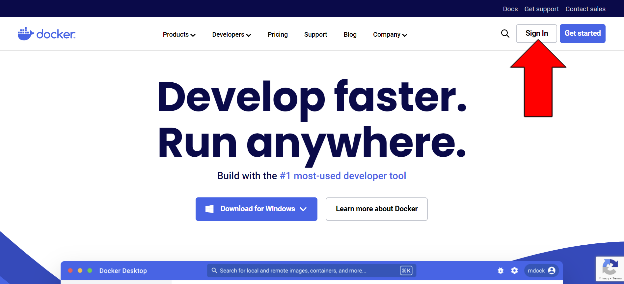 Docs Get support Contact sales
docker Products Developers Pricing Support Blog Company Sign In Get started
Develop faster.
Run anywhere.
Build with the #1 most-used developer tool
Download for Windows Learn more about Docker
Docker Desktop Search for local and remote images, containers, and more... ⌘K mdock